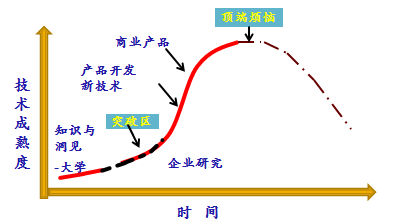 顶端烦恼
商业产品
产品开发
新技术
突破区
知识与
洞见
-大学
企业研究
技术成熟度
时 间